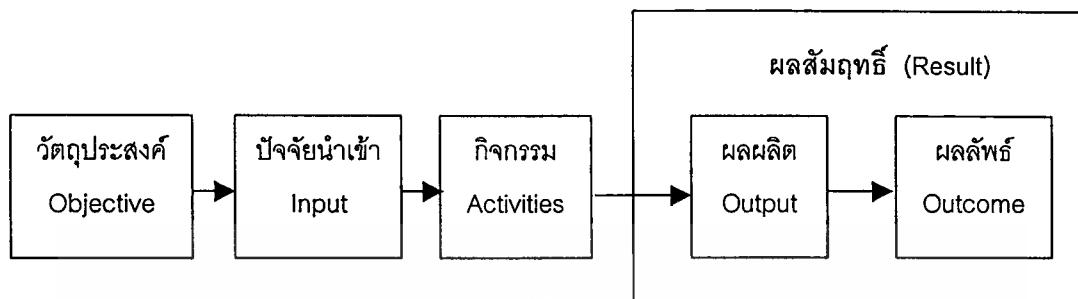 ผลสัมฤทธิ์ (Result)
วัตถุประสงค์
Objective
ปัจจัยนำเข้า
Input
กิจกรรม
Activities
ผลผลิต
Output
ผลลัพธ์
Outcome